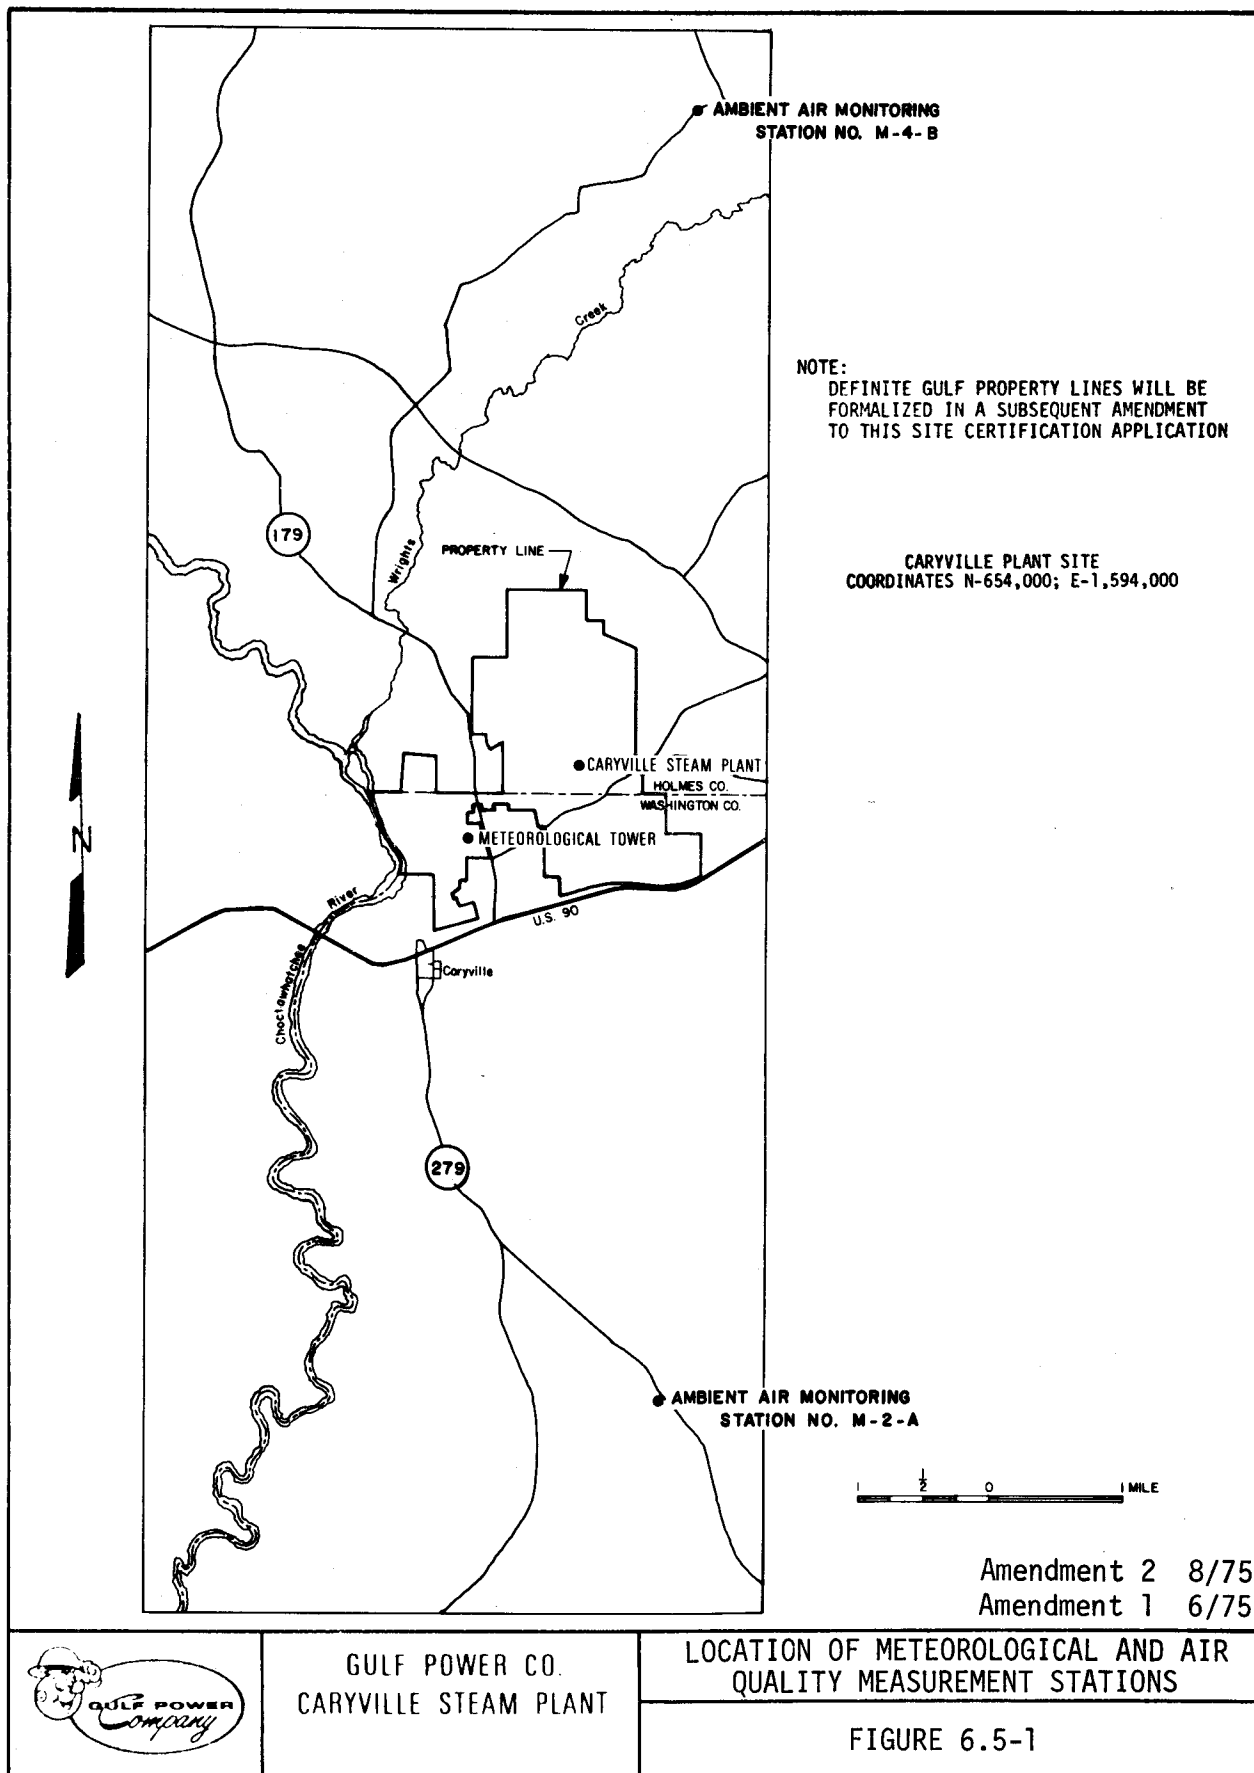 AMBIENT AIR MONITORING
STATION NO. M-4-B
Creek
NOTE:
DEFINITE GULF PROPERTY LINES WILL BE
FORMALIZED IN A SUBSEQUENT AMENDMENT
TO THIS SITE CERTIFICATION APPLICATION
179
Wrights
PROPERTY LINE
CARYVILLE PLANT SITE
COORDINATES N-654,000; E-1,594,000
N
CARYVILLE STEAM PLANT
HOLMES CO.
WASHINGTON CO.
METEOROLOGICAL TOWER
River
U.S. 90
Choctawhatchee
Caryville
279
AMBIENT AIR MONITORING
STATION NO. M-2-A
1 1/2 0 1 MILE
Amendment 2 8/75
Amendment 1 6/75
GULF POWER
Company
GULF POWER CO.
CARYVILLE STEAM PLANT
LOCATION OF METEOROLOGICAL AND AIR
QUALITY MEASUREMENT STATIONS
FIGURE 6.5-1